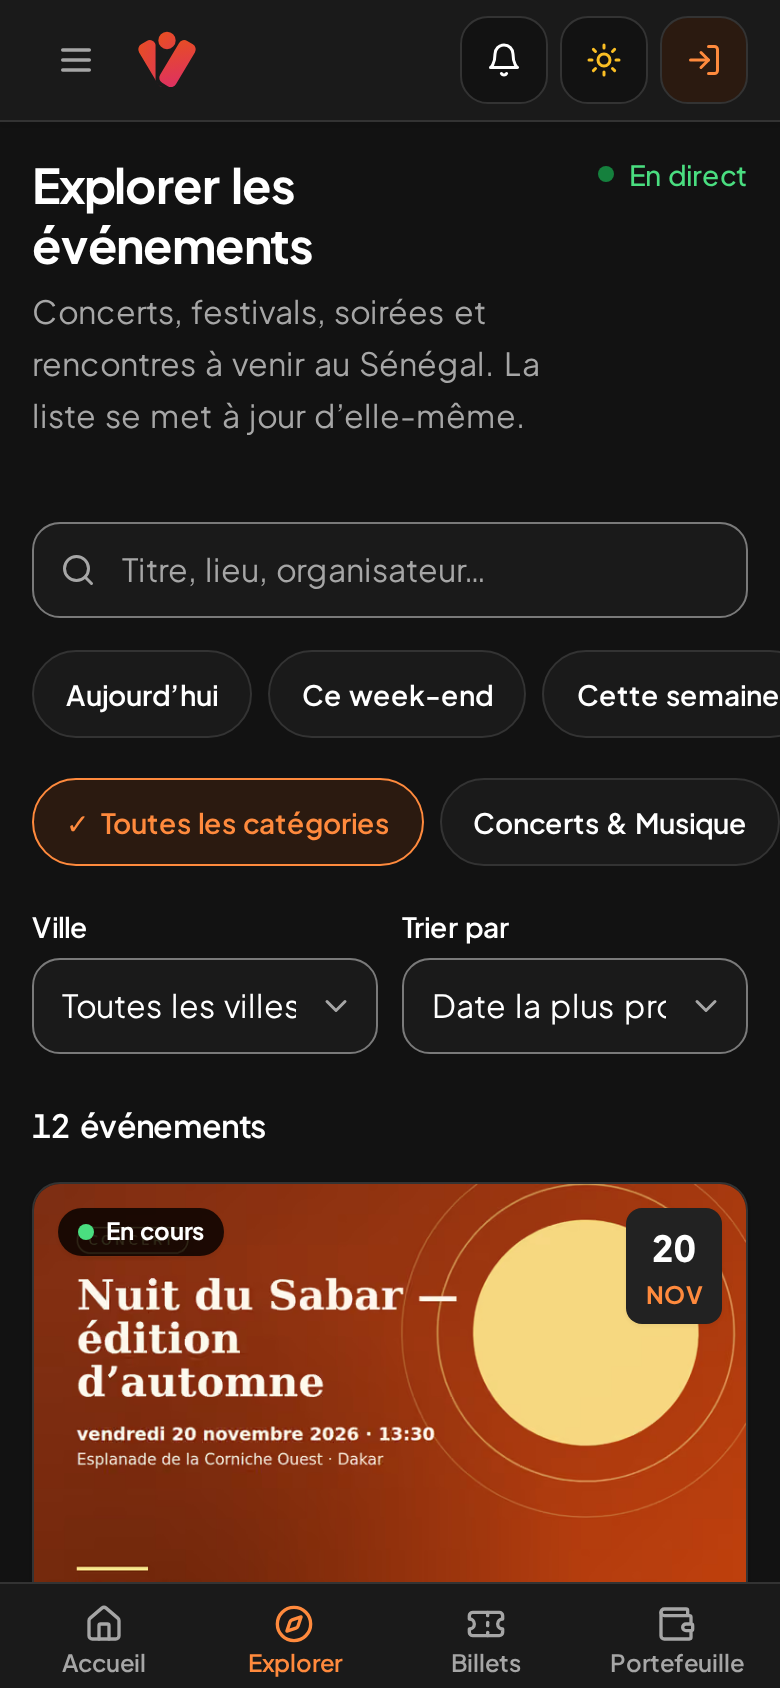 Explorer les
événements
En direct
Concerts, festivals, soirées et
rencontres à venir au Sénégal. La
liste se met à jour d’elle-même.
Titre, lieu, organisateur...
Aujourd’hui
Ce week-end
Cette semaine
✓ Toutes les catégories
Concerts & Musique
Ville
Trier par
Toutes les villes
Date la plus pro
12 événements
En cours
20
NOV
Nuit du Sabar —
édition
d’automne
vendredi 20 novembre 2026 · 13:30
Esplanade de la Corniche Ouest · Dakar
Accueil
Explorer
Billets
Portefeuille